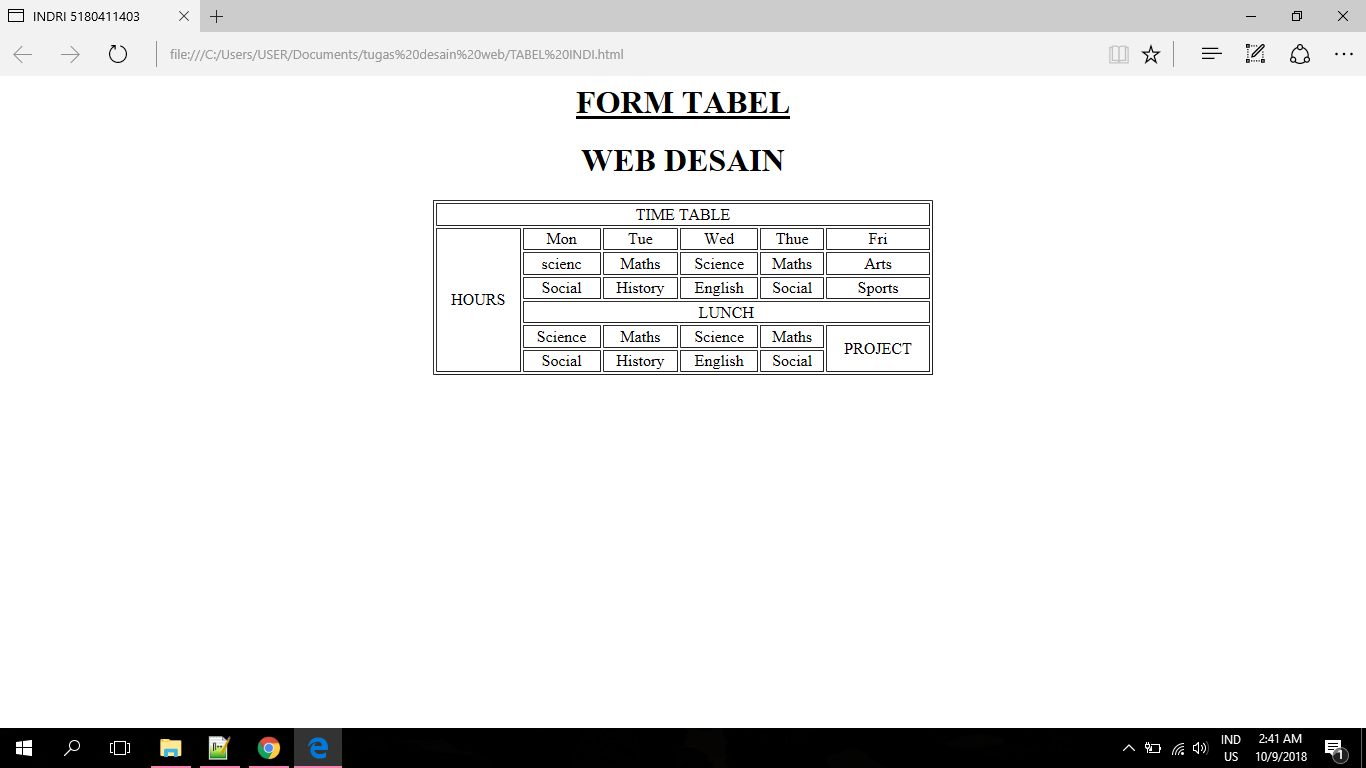 INDRI 5180411403
file:///C:/Users/USER/Documents/tugas%20desain%20web/TABEL%20INDI.html
FORM TABEL
WEB DESAIN
TIME TABLE
HOURS
Mon Tue Wed Thue Fri
scienc Maths Science Maths Arts
Social History English Social Sports
LUNCH
Science Maths Science Maths PROJECT
Social History English Social
IND 2:41 AM
US 10/9/2018
1